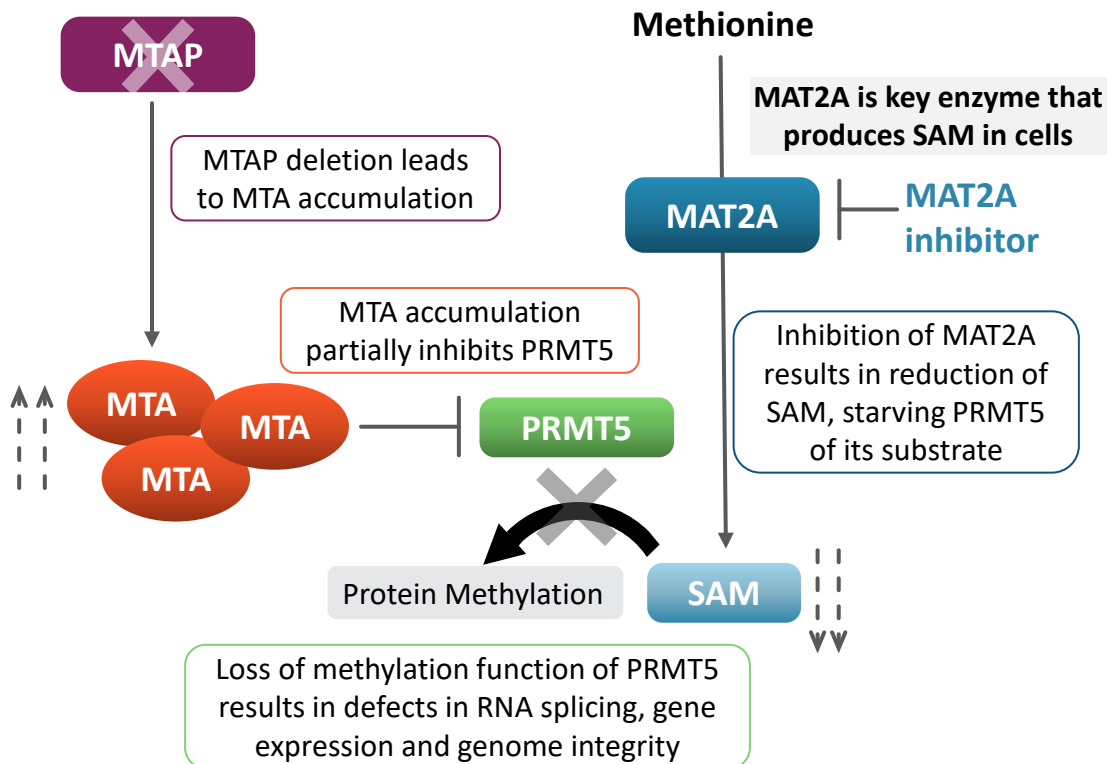 MTAP
Methionine
MAT2A is key enzyme that
produces SAM in cells
MTAP deletion leads
to MTA accumulation
MAT2A
MAT2A
inhibitor
MTA accumulation
partially inhibits PRMT5
Inhibition of MAT2A
results in reduction of
SAM, starving PRMT5
of its substrate
MTA
MTA
MTA
PRMT5
Protein Methylation
SAM
Loss of methylation function of PRMT5
results in defects in RNA splicing, gene
expression and genome integrity